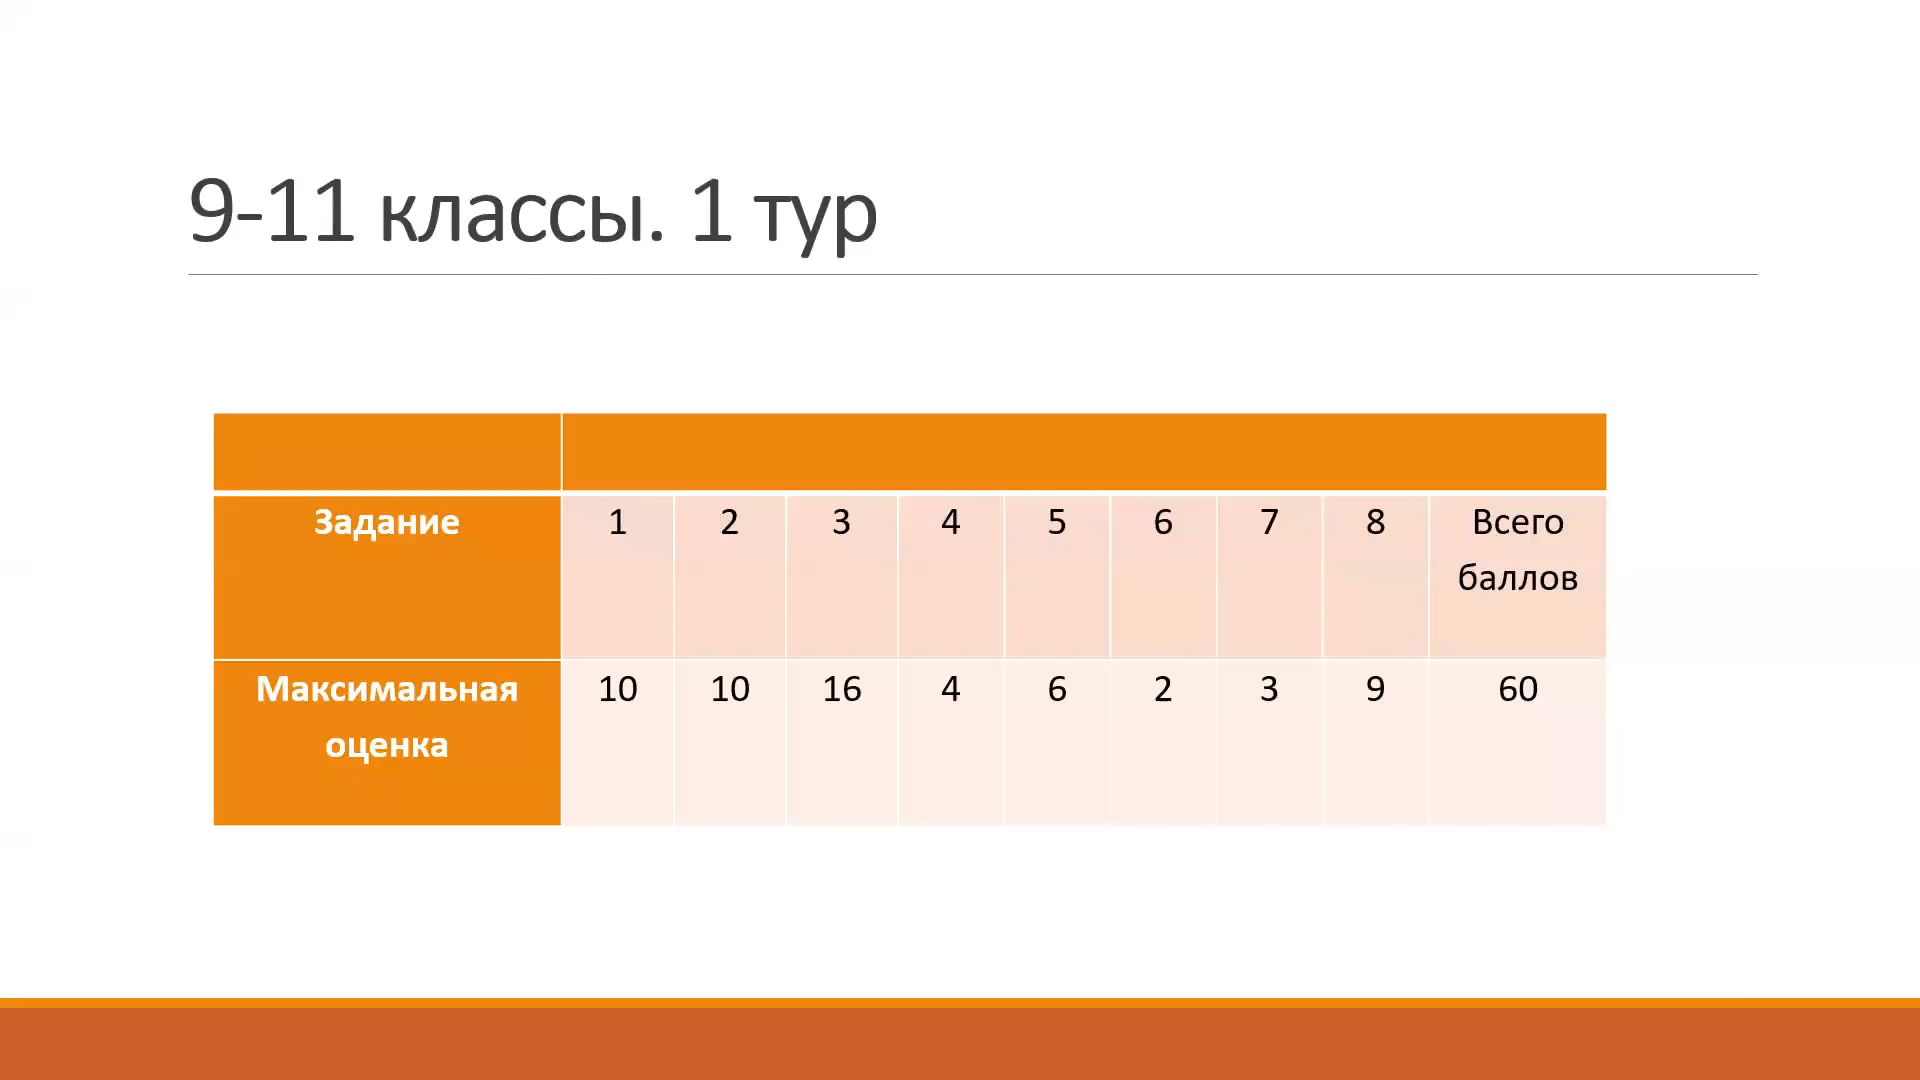 9-11 классы. 1 тур
Задание 1 2 3 4 5 6 7 8 Всего
баллов
Максимальная 10 10 16 4 6 2 3 9 60
оценка